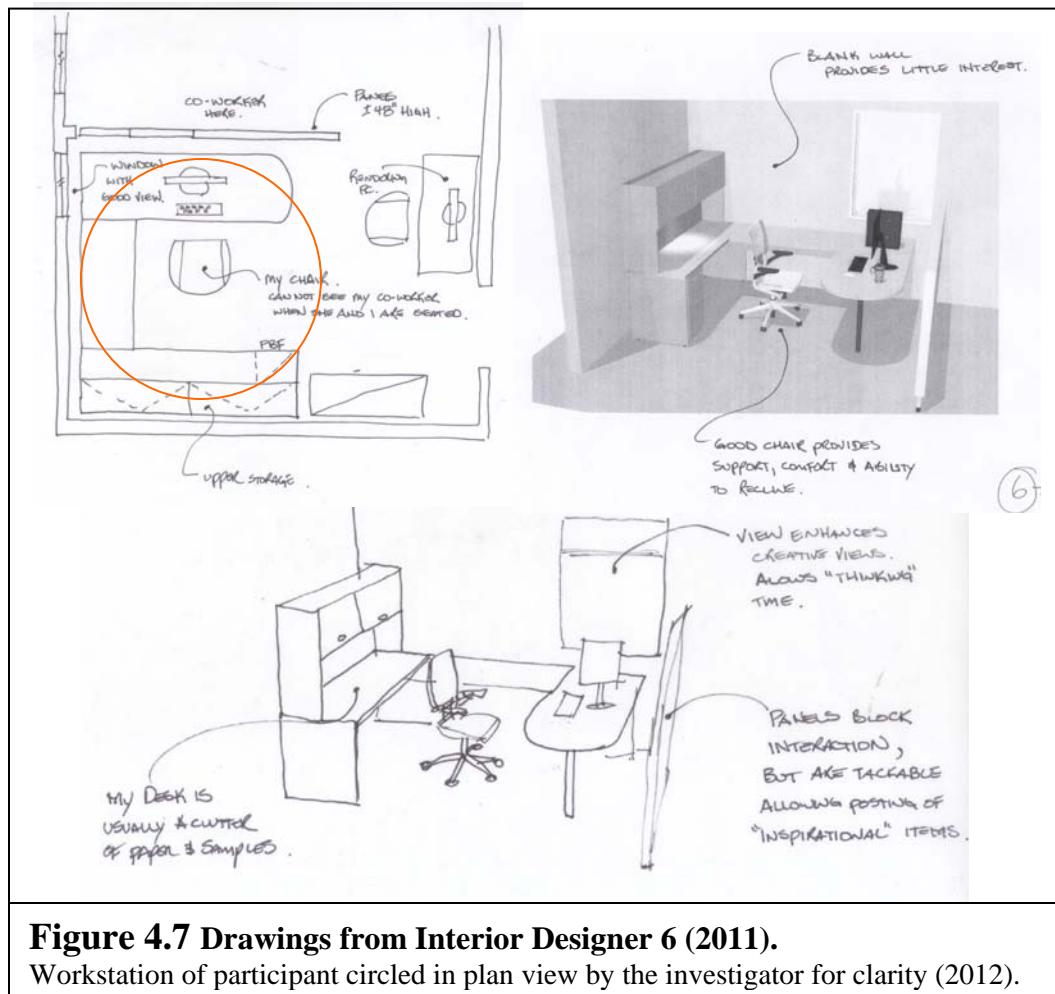 CO-WORKER
HERE.
PANELS
± 48" HIGH.
WINDOW
WITH
GOOD VIEW.
RENDERING
PC.
MY CHAIR.
CAN NOT SEE MY CO-WORKER
WHEN SHE AND I ARE SEATED.
PBF
UPPER STORAGE.
BLANK WALL
PROVIDES LITTLE INTEREST.
GOOD CHAIR PROVIDES
SUPPORT, COMFORT & ABILITY
TO RECLINE.
6
VIEW ENHANCES
CREATIVE VIEWS.
ALOWS "THINKING"
TIME.
PANELS BLOCK
INTERACTION,
BUT ARE TACKABLE
ALLOWING POSTING OF
"INSPIRATIONAL" ITEMS.
MY DESK IS
USUALLY A CLUTTER
OF PAPER & SAMPLES.
Figure 4.7 Drawings from Interior Designer 6 (2011).
Workstation of participant circled in plan view by the investigator for clarity (2012).